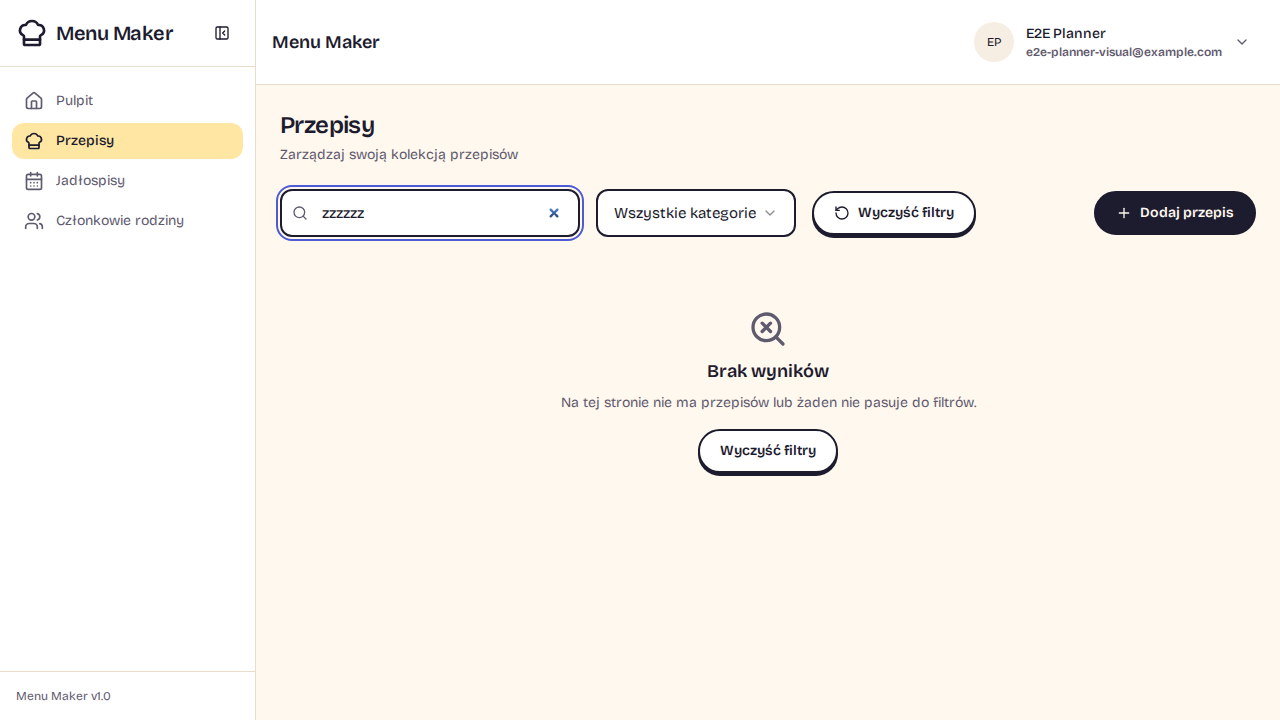 Menu Maker
Menu Maker
EP
E2E Planner
e2e-planner-visual@example.com
Pulpit
Przepisy
Jadłospisy
Członkowie rodziny
Przepisy
Zarządzaj swoją kolekcją przepisów
zzzzzz
Wszystkie kategorie
Wyczyść filtry
Dodaj przepis
Brak wyników
Na tej stronie nie ma przepisów lub żaden nie pasuje do filtrów.
Wyczyść filtry
Menu Maker v1.0